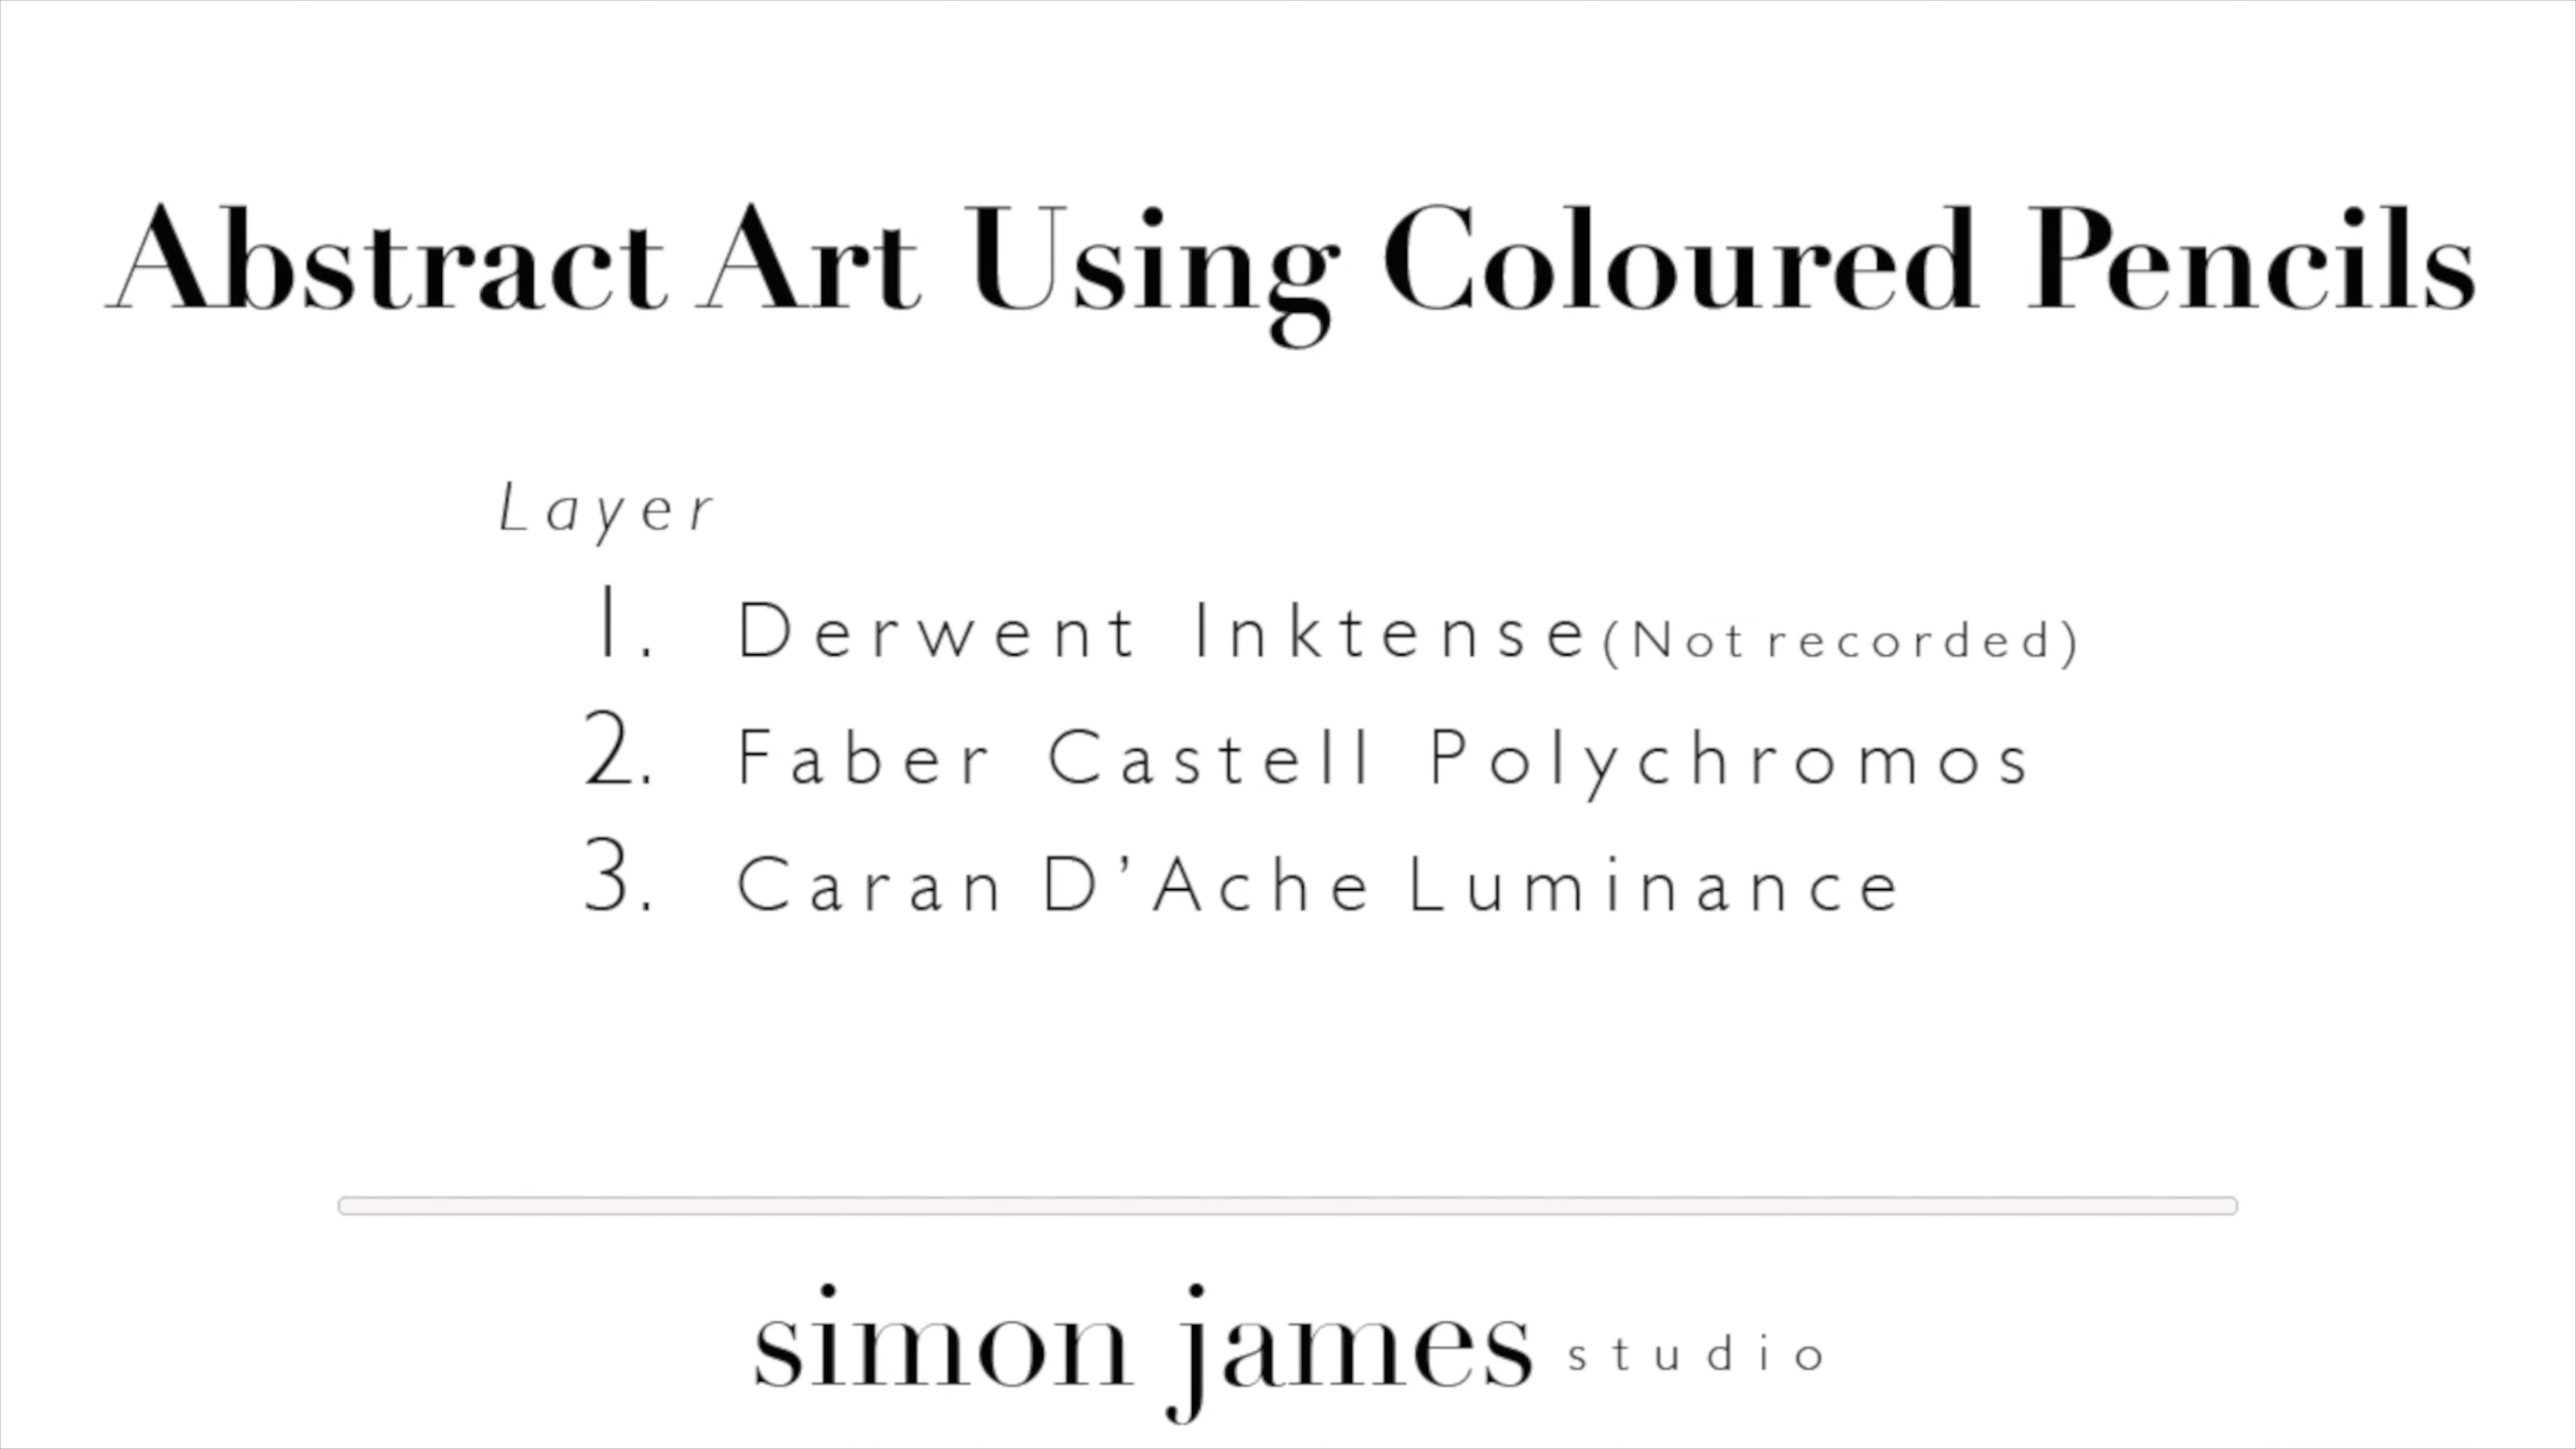 Abstract Art Using Coloured Pencils
Layer
1. Derwent Inktense (Not recorded)
2. Faber Castell Polychromos
3. Caran D’Ache Luminance
simon james studio